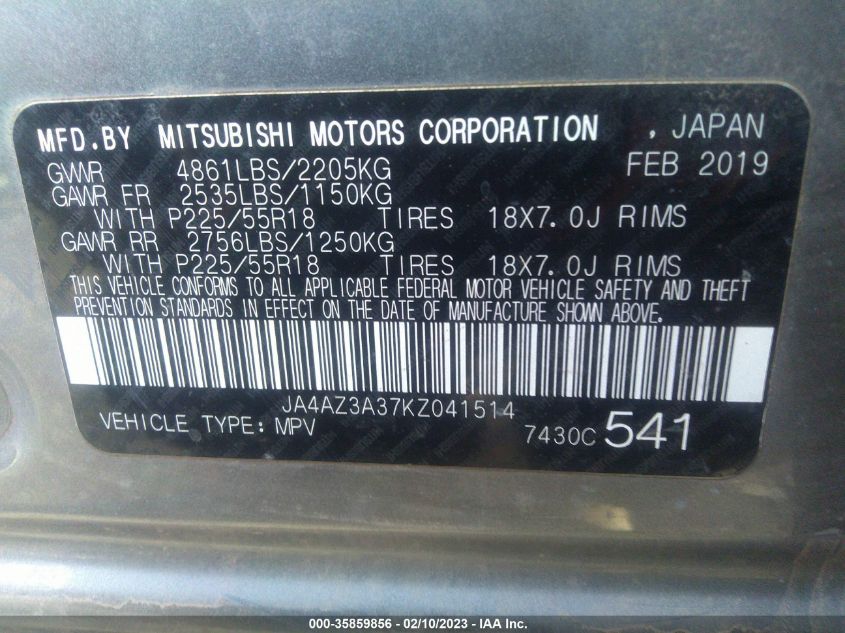 MFD.BY MITSUBISHI MOTORS CORPORATION , JAPAN
GVWR 4861LBS/2205KG FEB 2019
GAWR FR 2535LBS/1150KG
WITH P225/55R18 TIRES 18X7.0J RIMS
GAWR RR 2756LBS/1250KG
WITH P225/55R18 TIRES 18X7.0J RIMS
THIS VEHICLE CONFORMS TO ALL APPLICABLE FEDERAL MOTOR VEHICLE SAFETY AND THEFT
PREVENTION STANDARDS IN EFFECT ON THE DATE OF MANUFACTURE SHOWN ABOVE.
JA4AZ3A37KZ041514
VEHICLE TYPE: MPV 7430C 541
000-35859856 - 02/10/2023 - IAA Inc.